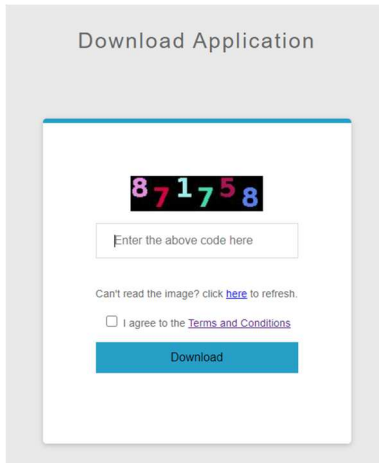 Download Application
871758
Enter the above code here
Can't read the image? click here to refresh.
I agree to the Terms and Conditions
Download